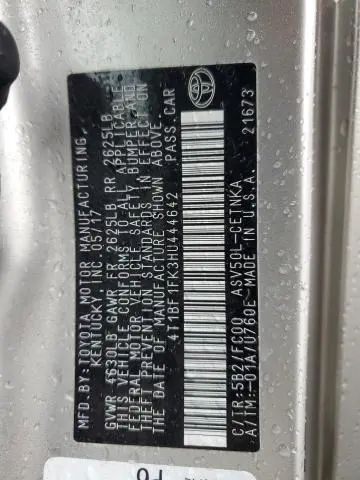 MFD.BY: TOYOTA MOTOR MANUFACTURING,
KENTUCKY, INC. 05/17
GVWR 4630LB GAWR FR 2625LB RR 2625LB
THIS VEHICLE CONFORMS TO ALL APPLICABLE
FEDERAL MOTOR VEHICLE SAFETY, BUMPER AND
THEFT PREVENTION STANDARDS IN EFFECT ON
THE DATE OF MANUFACTURE SHOWN ABOVE.
4T1BF1FK3HU444642 PASS.CAR
C/TR:5B2/FC00 ASV50L-CETNKA
A/TM:-01A/U760E MADE IN U.S.A. 21673